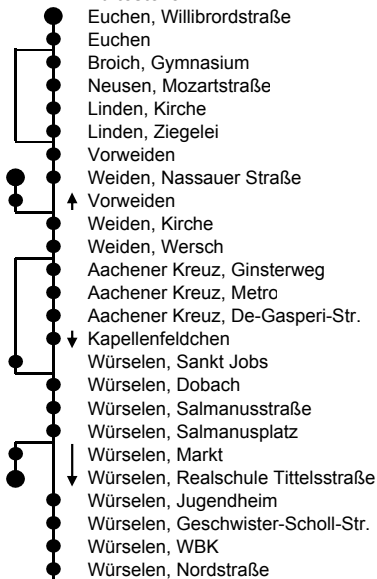 Euchen, Willibrordstraße
Euchen
Broich, Gymnasium
Neusen, Mozartstraße
Linden, Kirche
Linden, Ziegelei
Vorweiden
Weiden, Nassauer Straße
Vorweiden
Weiden, Kirche
Weiden, Wersch
Aachener Kreuz, Ginsterweg
Aachener Kreuz, Metro
Aachener Kreuz, De-Gasperi-Str.
Kapellenfeldchen
Würselen, Sankt Jobs
Würselen, Dobach
Würselen, Salmanusstraße
Würselen, Salmanusplatz
Würselen, Markt
Würselen, Realschule Tittelsstraße
Würselen, Jugendheim
Würselen, Geschwister-Scholl-Str.
Würselen, WBK
Würselen, Nordstraße